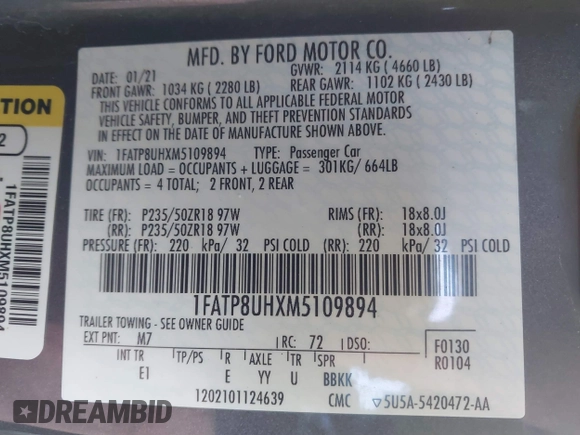 MFD. BY FORD MOTOR CO.
DATE: 01/21 GVWR: 2114 KG ( 4660 LB)
FRONT GAWR: 1034 KG ( 2280 LB) REAR GAWR: 1102 KG ( 2430 LB)
THIS VEHICLE CONFORMS TO ALL APPLICABLE FEDERAL MOTOR
VEHICLE SAFETY, BUMPER, AND THEFT PREVENTION STANDARDS
IN EFFECT ON THE DATE OF MANUFACTURE SHOWN ABOVE.
VIN: 1FATP8UHXM5109894 TYPE: Passenger Car
MAXIMUM LOAD = OCCUPANTS + LUGGAGE = 301KG/ 664LB
OCCUPANTS = 4 TOTAL; 2 FRONT, 2 REAR
TIRE (FR): P235/50ZR18 97W RIMS (FR): 18x8.0J
(RR): P235/50ZR18 97W (RR): 18x8.0J
PRESSURE (FR): 220 kPa/ 32 PSI COLD (RR): 220 kPa/ 32 PSI COLD
1FATP8UHXM5109894
TRAILER TOWING - SEE OWNER GUIDE
EXT PNT: M7 RC: 72 DSO:
F0130
R0104
INT TR TP/PS R AXLE TR SPR
E1 E YY U BBKK
1202101124639 CMC 5U5A-5420472-AA
TION
2
1FATP8UHXM5109894